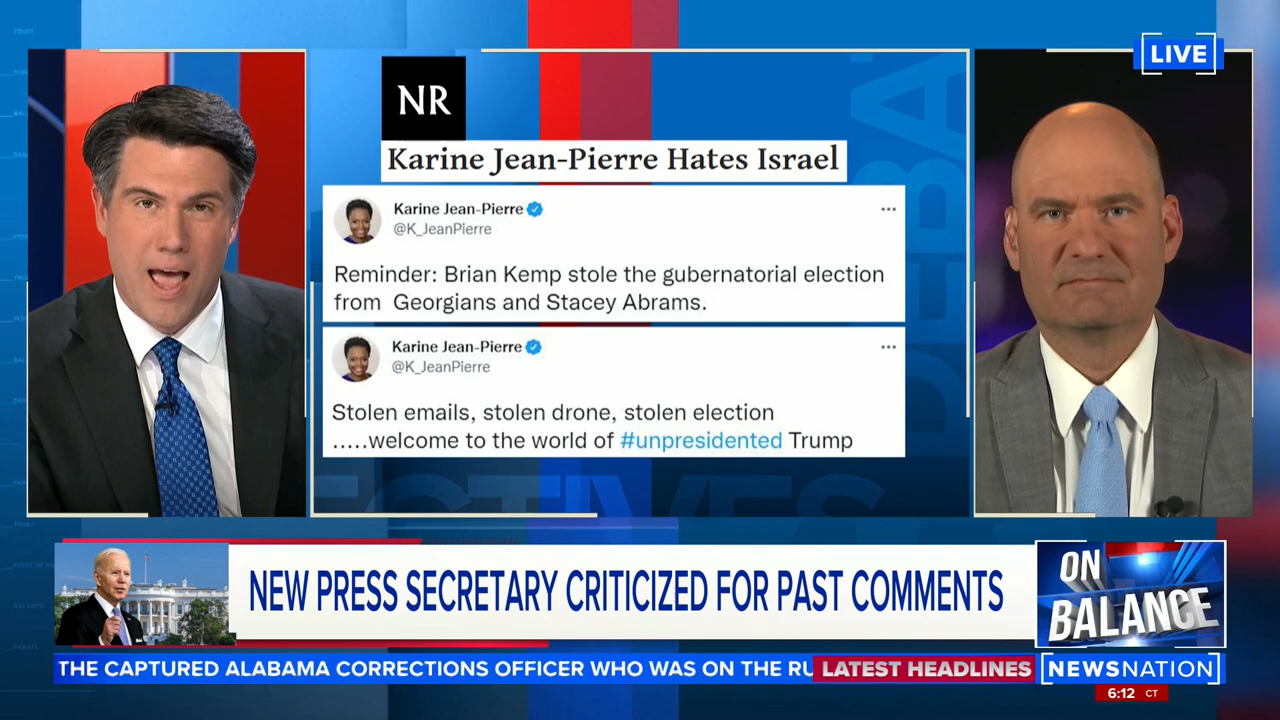 LIVE
NR
Karine Jean-Pierre Hates Israel
Karine Jean-Pierre
@K_JeanPierre
Reminder: Brian Kemp stole the gubernatorial election
from Georgians and Stacey Abrams.
Karine Jean-Pierre
@K_JeanPierre
Stolen emails, stolen drone, stolen election
.....welcome to the world of #unpresidented Trump
NEW PRESS SECRETARY CRITICIZED FOR PAST COMMENTS
ON
BALANCE
THE CAPTURED ALABAMA CORRECTIONS OFFICER WHO WAS ON THE RU
LATEST HEADLINES
NEWSNATION
6:12 CT